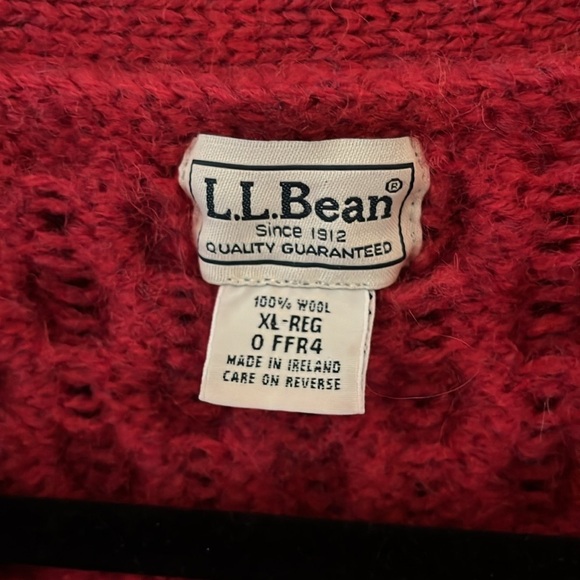 L.L.Bean®
Since 1912
QUALITY GUARANTEED
100% WOOL
XL-REG
0 FFR4
MADE IN IRELAND
CARE ON REVERSE